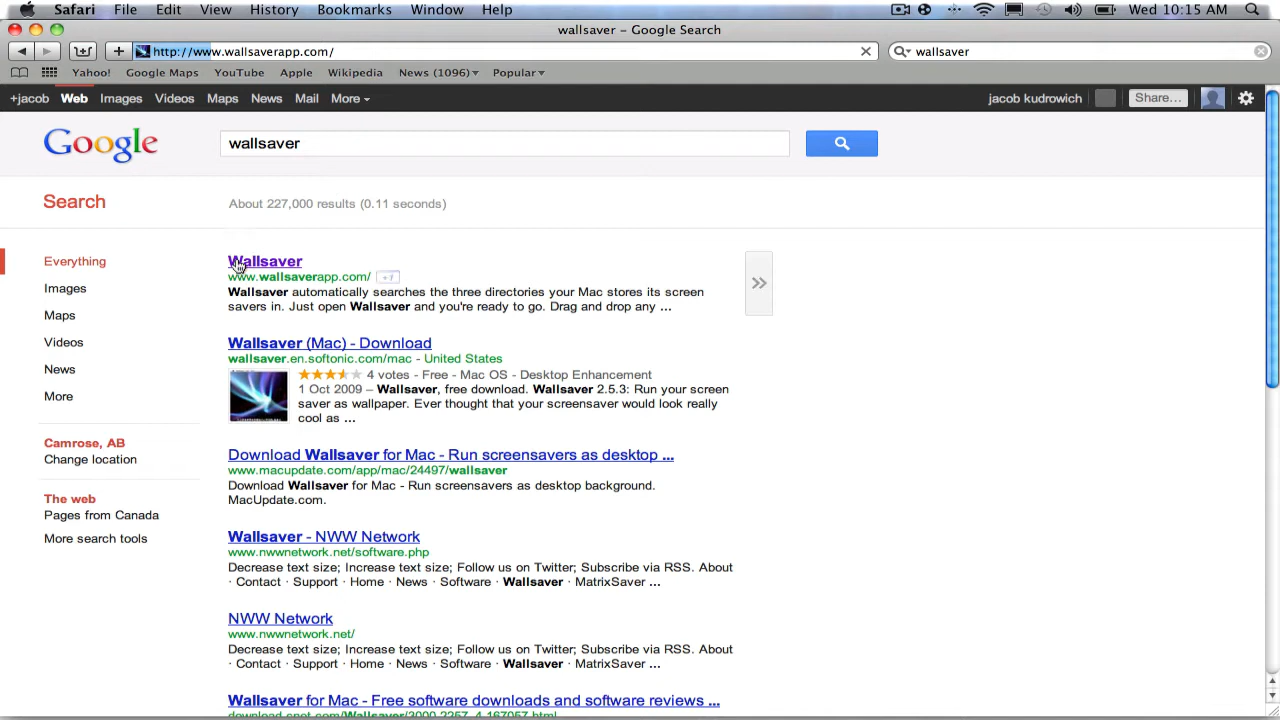 Safari File Edit View History Bookmarks Window Help Wed 10:15 AM
wallsaver – Google Search
http://www.wallsaverapp.com/ wallsaver
Yahoo! Google Maps YouTube Apple Wikipedia News (1096) Popular
+jacob Web Images Videos Maps News Mail More jacob kudrowich Share...
Google wallsaver
Search About 227,000 results (0.11 seconds)
Everything
Images
Maps
Videos
News
More
Camrose, AB
Change location
The web
Pages from Canada
More search tools
Wallsaver
www.wallsaverapp.com/ +1
Wallsaver automatically searches the three directories your Mac stores its screen
savers in. Just open Wallsaver and you're ready to go. Drag and drop any ...
Wallsaver (Mac) - Download
wallsaver.en.softonic.com/mac - United States
4 votes - Free - Mac OS - Desktop Enhancement
1 Oct 2009 – Wallsaver, free download. Wallsaver 2.5.3: Run your screen
saver as wallpaper. Ever thought that your screensaver would look really
cool as ...
Download Wallsaver for Mac - Run screensavers as desktop ...
www.macupdate.com/app/mac/24497/wallsaver
Download Wallsaver for Mac - Run screensavers as desktop background.
MacUpdate.com.
Wallsaver - NWW Network
www.nwwnetwork.net/software.php
Decrease text size; Increase text size; Follow us on Twitter; Subscribe via RSS. About
· Contact · Support · Home · News · Software · Wallsaver · MatrixSaver ...
NWW Network
www.nwwnetwork.net/
Decrease text size; Increase text size; Follow us on Twitter; Subscribe via RSS. About
· Contact · Support · Home · News · Software · Wallsaver · MatrixSaver ...
Wallsaver for Mac - Free software downloads and software reviews ...
download.cnet.com/Wallsaver/3000-2257_4-167057.html